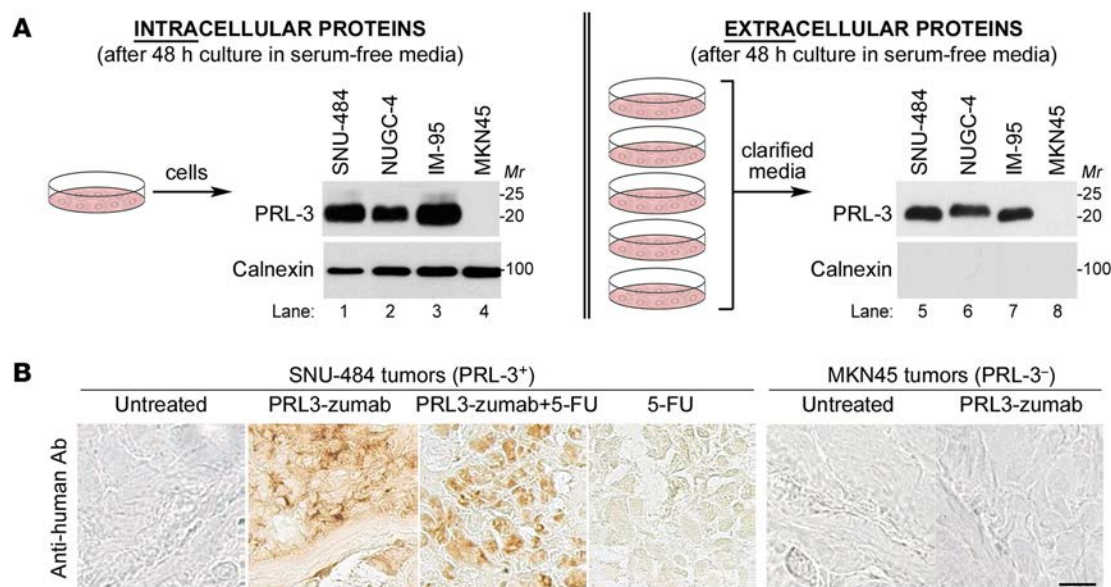 A
INTRACELLULAR PROTEINS
(after 48 h culture in serum-free media)
cells
SNU-484
NUGC-4
IM-95
MKN45
Mr
-25
PRL-3
-20
Calnexin
-100
Lane: 1 2 3 4
EXTRACELLULAR PROTEINS
(after 48 h culture in serum-free media)
clarified
media
SNU-484
NUGC-4
IM-95
MKN45
Mr
-25
PRL-3
-20
Calnexin
-100
Lane: 5 6 7 8
B
SNU-484 tumors (PRL-3⁺)
Untreated PRL3-zumab PRL3-zumab+5-FU 5-FU
MKN45 tumors (PRL-3⁻)
Untreated PRL3-zumab
Anti-human Ab